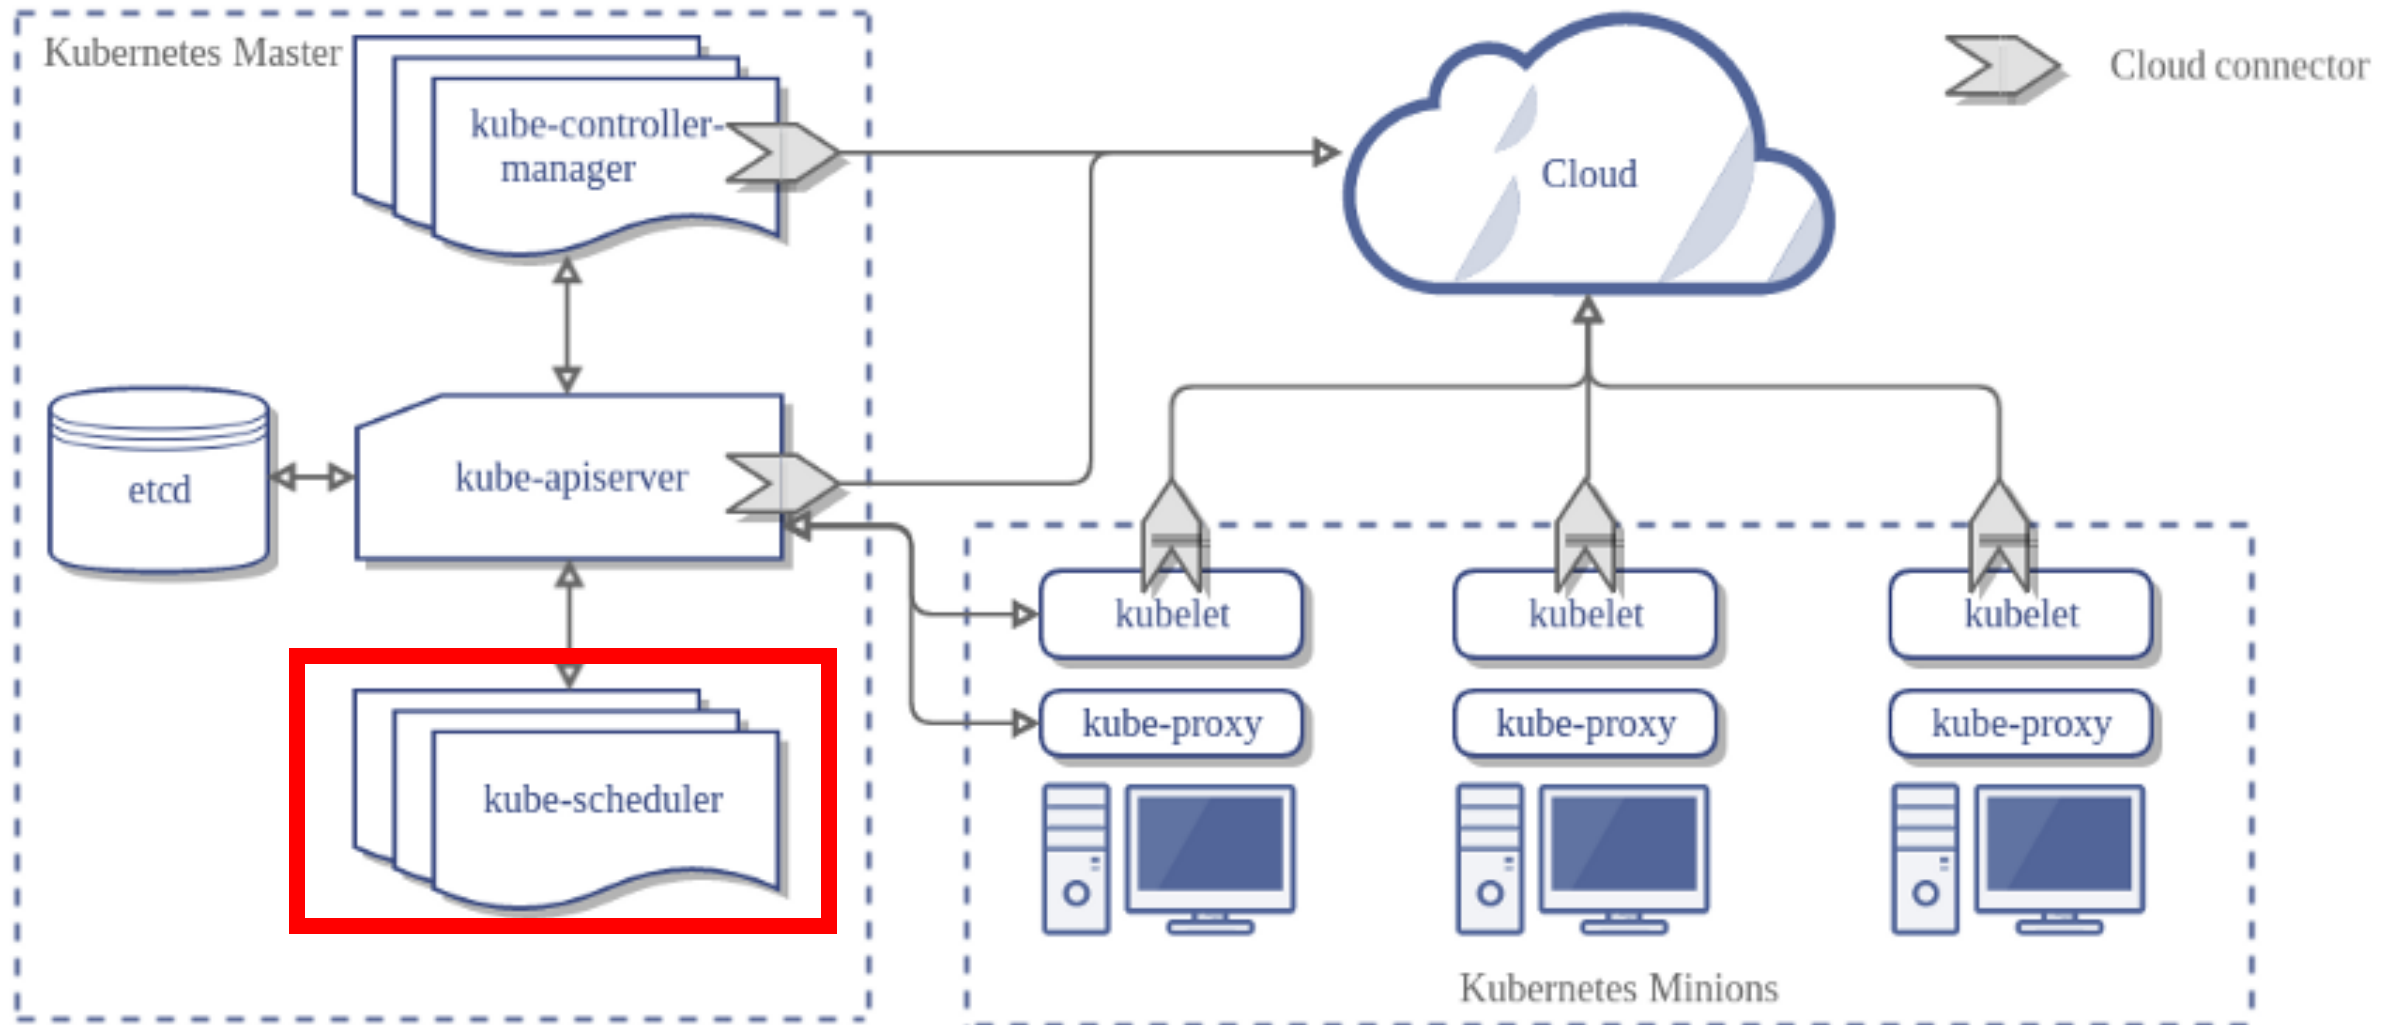 Kubernetes Master
kube-controller-
manager
Cloud
Cloud connector
etcd
kube-apiserver
kubelet
kubelet
kubelet
kube-proxy
kube-proxy
kube-proxy
kube-scheduler
Kubernetes Minions